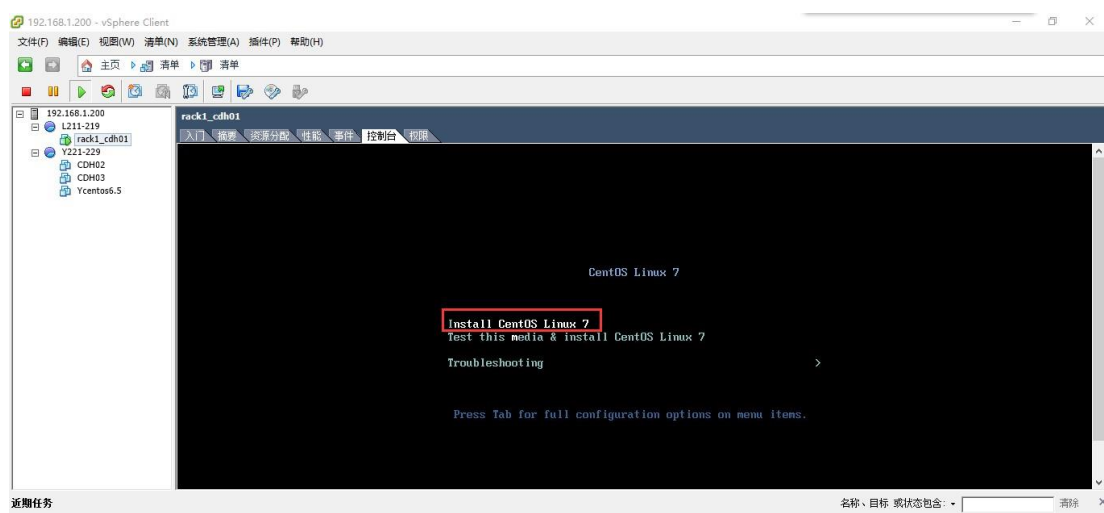 192.168.1.200 - vSphere Client
文件(F) 编辑(E) 视图(W) 清单(N) 系统管理(A) 插件(P) 帮助(H)
主页 清单 清单
192.168.1.200
L211-219
rack1_cdh01
Y221-229
CDH02
CDH03
Ycentos6.5
rack1_cdh01
入门 摘要 资源分配 性能 事件 控制台 权限
CentOS Linux 7
Install CentOS Linux 7
Test this media & install CentOS Linux 7
Troubleshooting >
Press Tab for full configuration options on menu items.
近期任务
名称、目标 或状态包含: 清除